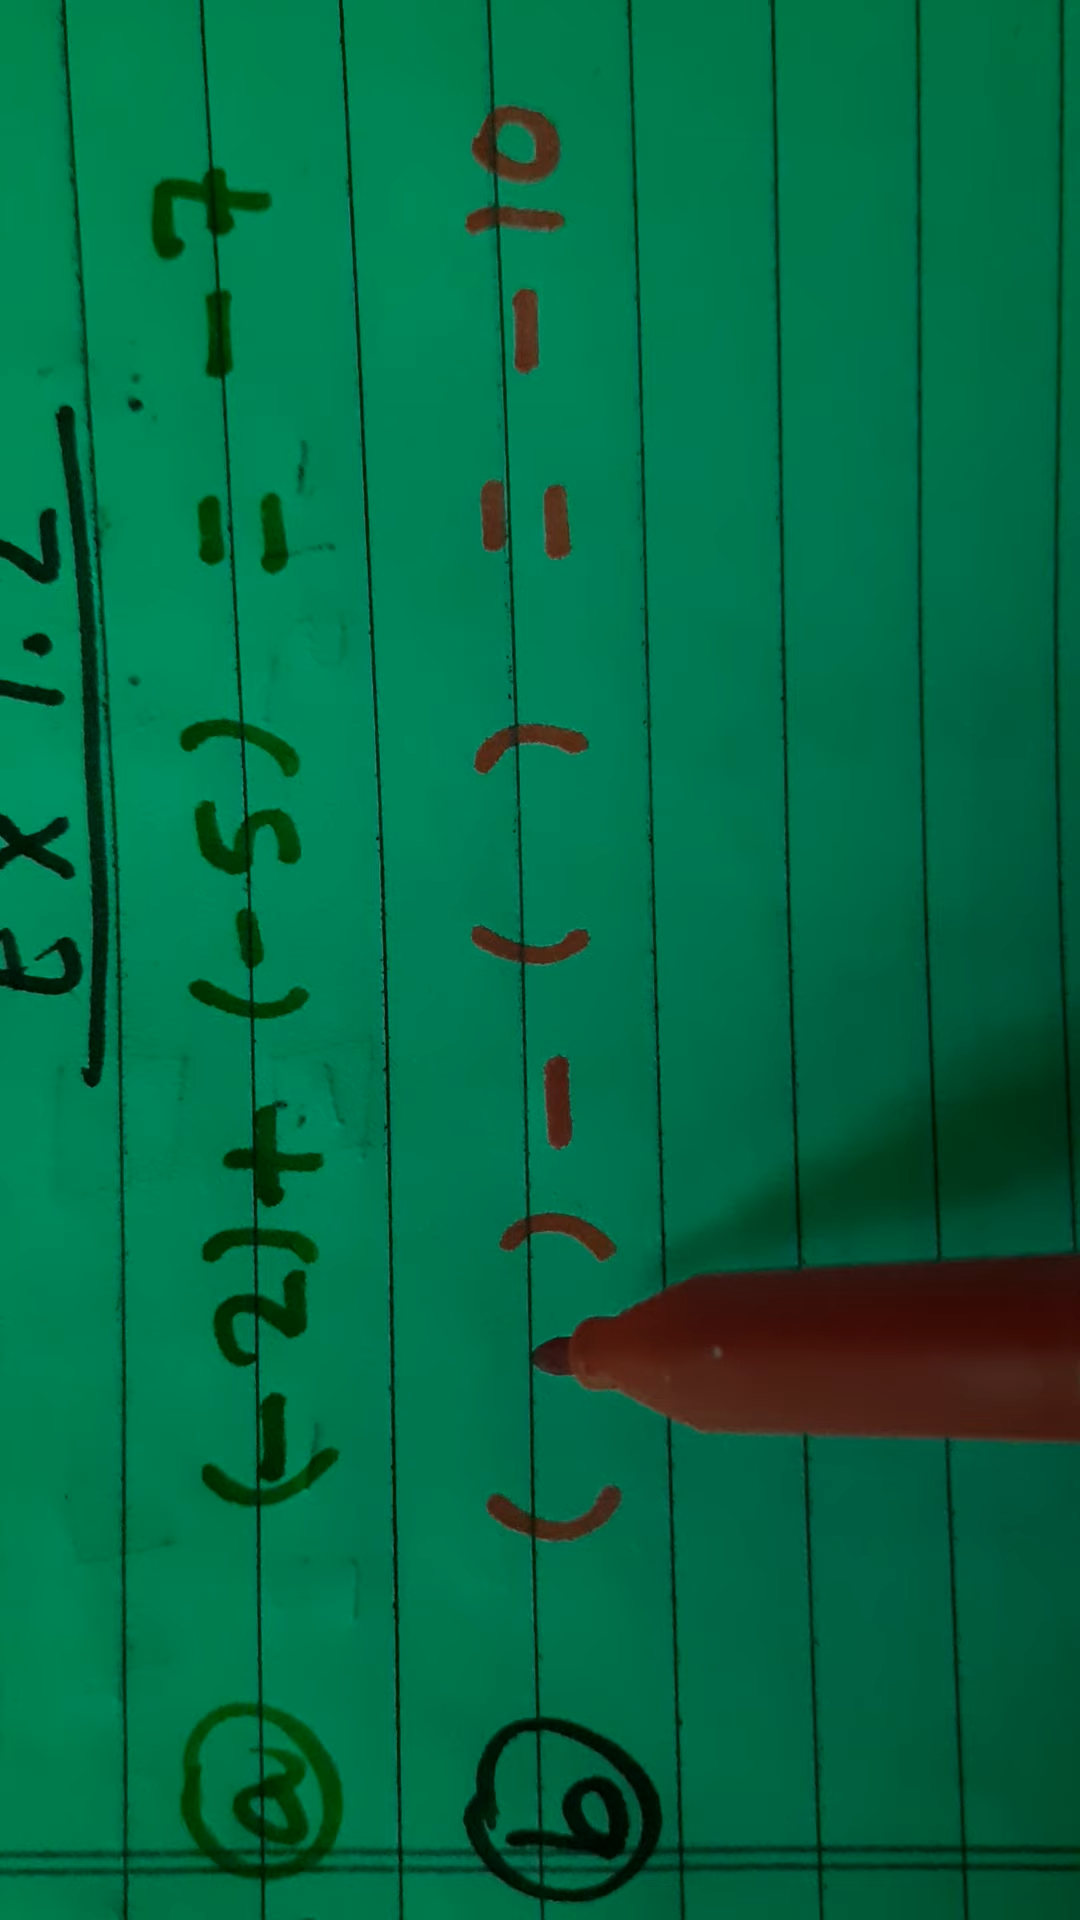 Ex 1.2
(a) (-2)+(-5) = -7
(b) ( ) - ( ) = -10